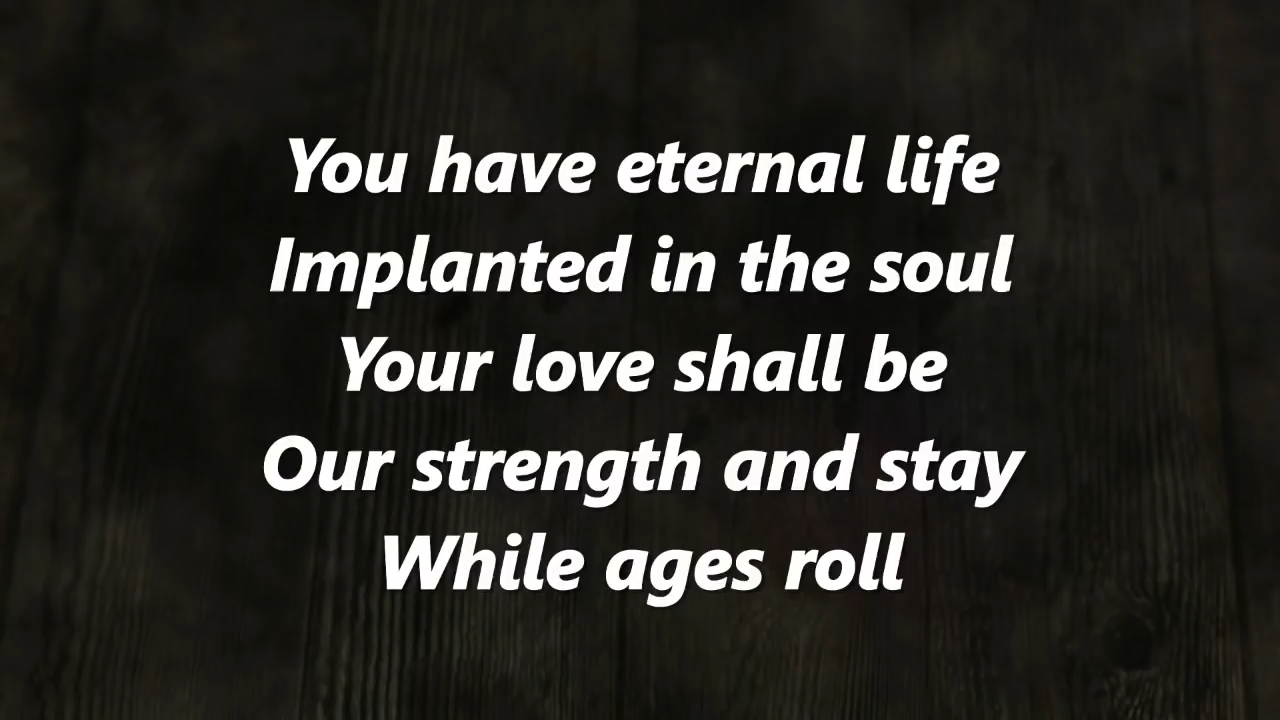 You have eternal life
Implanted in the soul
Your love shall be
Our strength and stay
While ages roll